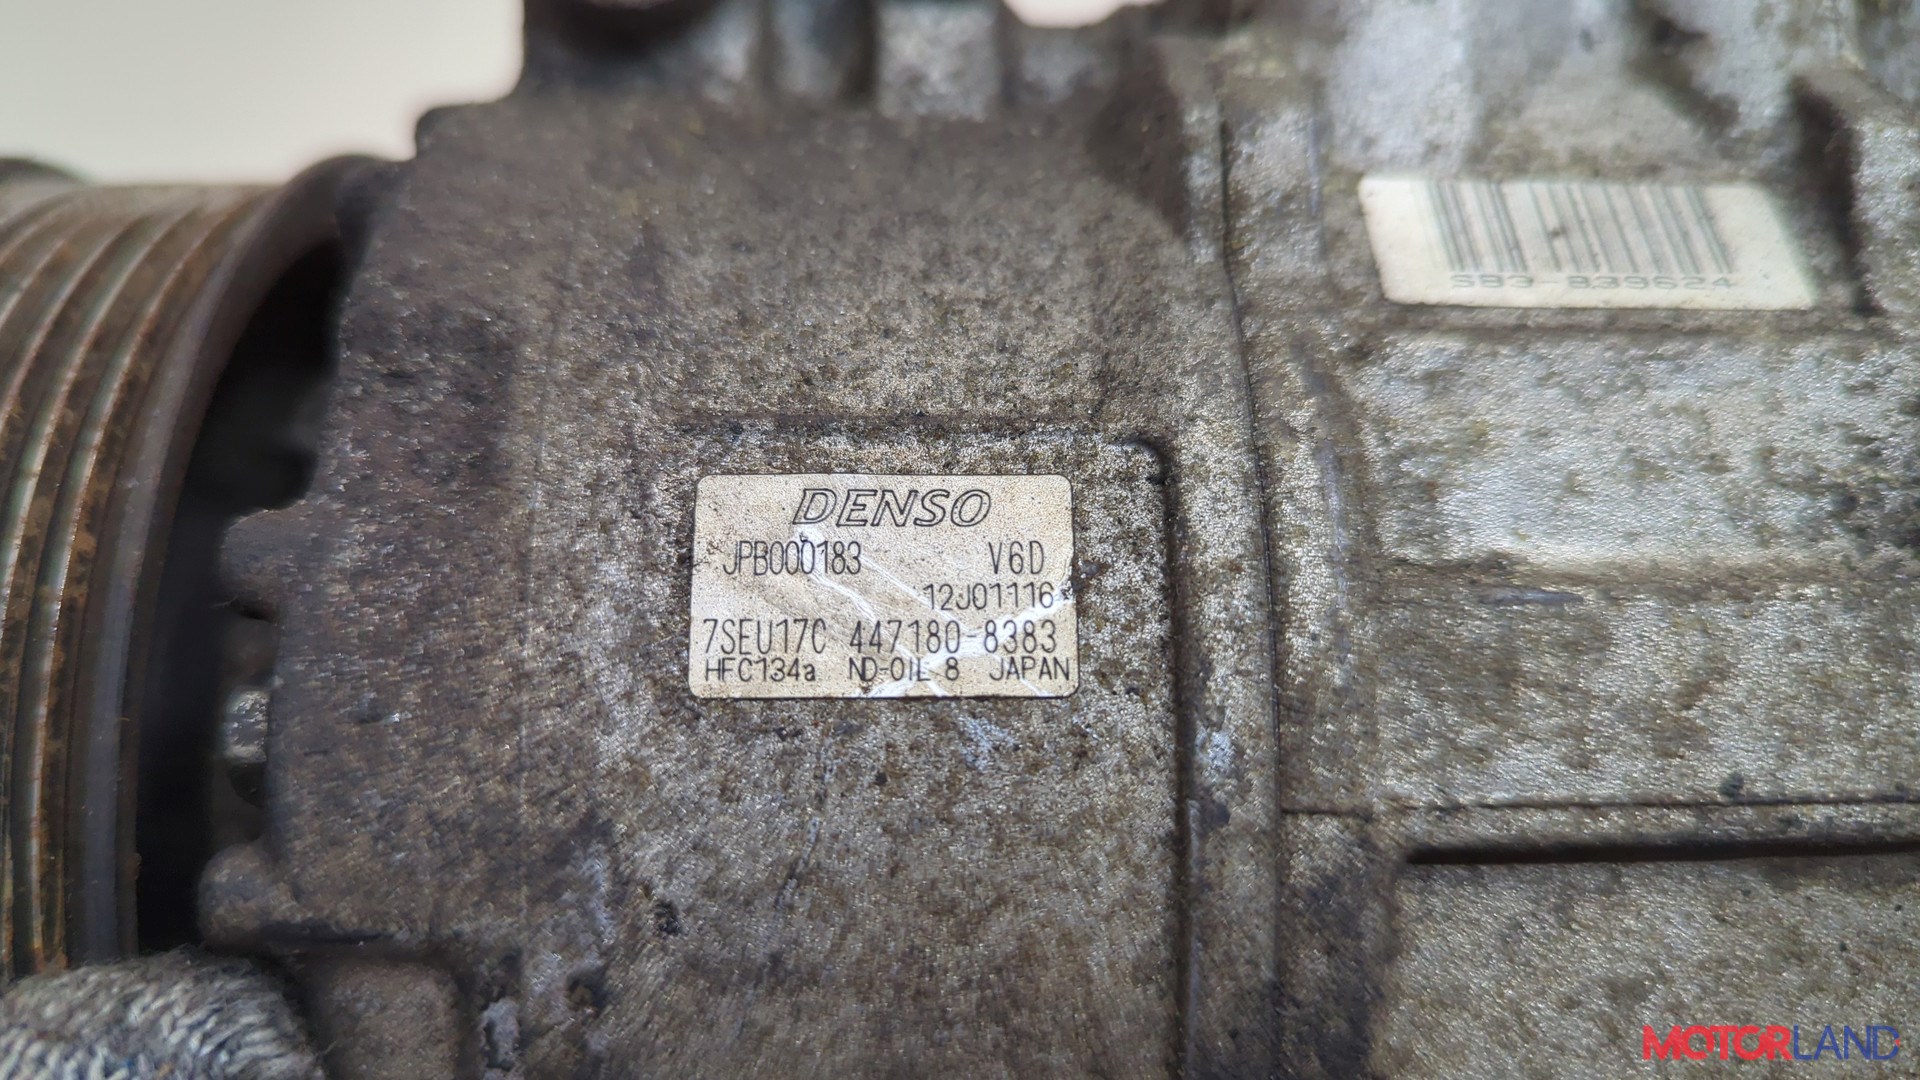 S93-839624
DENSO
JPB000183 V6D
12J01116
7SEU17C 447180-8383
HFC134a ND-OIL 8 JAPAN
MOTORLAND